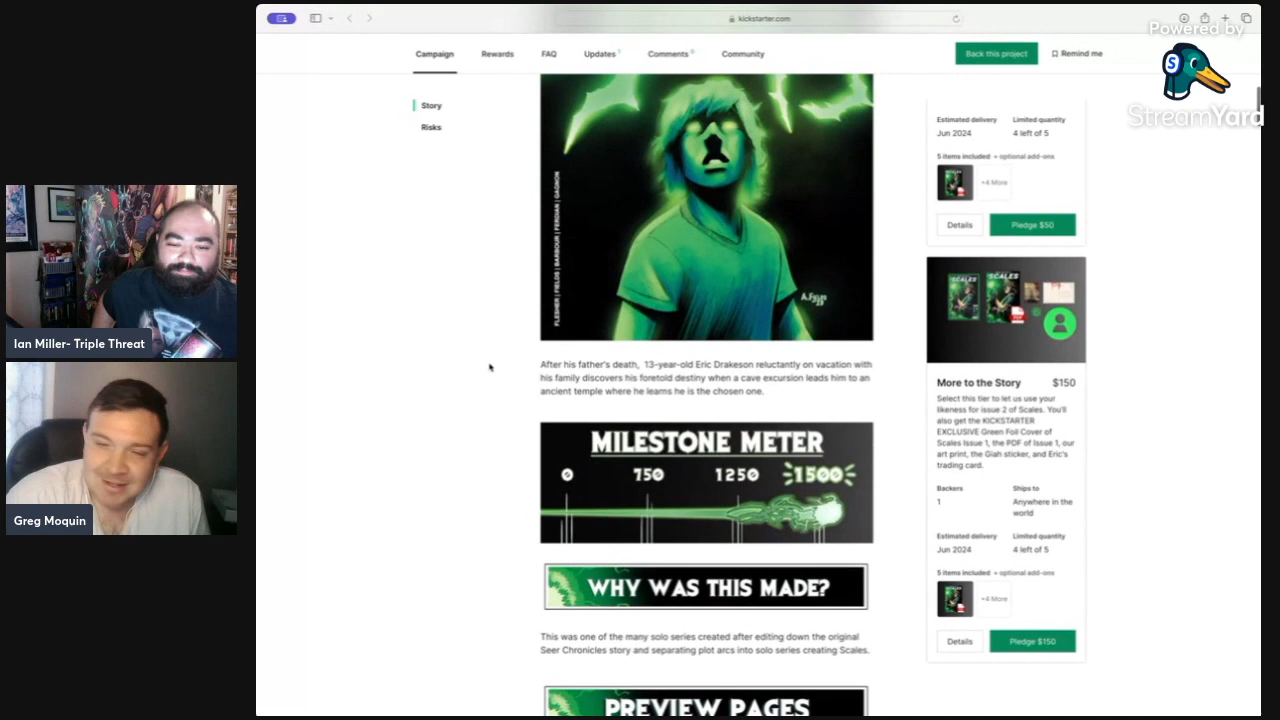 kickstarter.com
Powered by
StreamYard
Campaign
Rewards
FAQ
Updates 1
Comments 0
Community
Back this project
Remind me
Story
Risks
FLESHER | FIELDS | BARBOUR | FERDIAN | GAGNON
Estimated delivery
Limited quantity
Jun 2024
4 left of 5
5 items included + optional add-ons
+4 More
Details
Pledge $50
After his father's death, 13-year-old Eric Drakeson reluctantly on vacation with
his family discovers his foretold destiny when a cave excursion leads him to an
ancient temple where he learns he is the chosen one.
MILESTONE METER
0 750 1250 1500
WHY WAS THIS MADE?
This was one of the many solo series created after editing down the original
Seer Chronicles story and separating plot arcs into solo series creating Scales.
PREVIEW PAGES
SCALES
More to the Story $150
Select this tier to let us use your
likeness for issue 2 of Scales. You'll
also get the KICKSTARTER
EXCLUSIVE Green Foil Cover of
Scales Issue 1, the PDF of Issue 1, our
art print, the Giah sticker, and Eric's
trading card.
Backers
Ships to
1
Anywhere in the
world
Estimated delivery
Limited quantity
Jun 2024
4 left of 5
5 items included + optional add-ons
+4 More
Details
Pledge $150
Ian Miller- Triple Threat
Greg Moquin